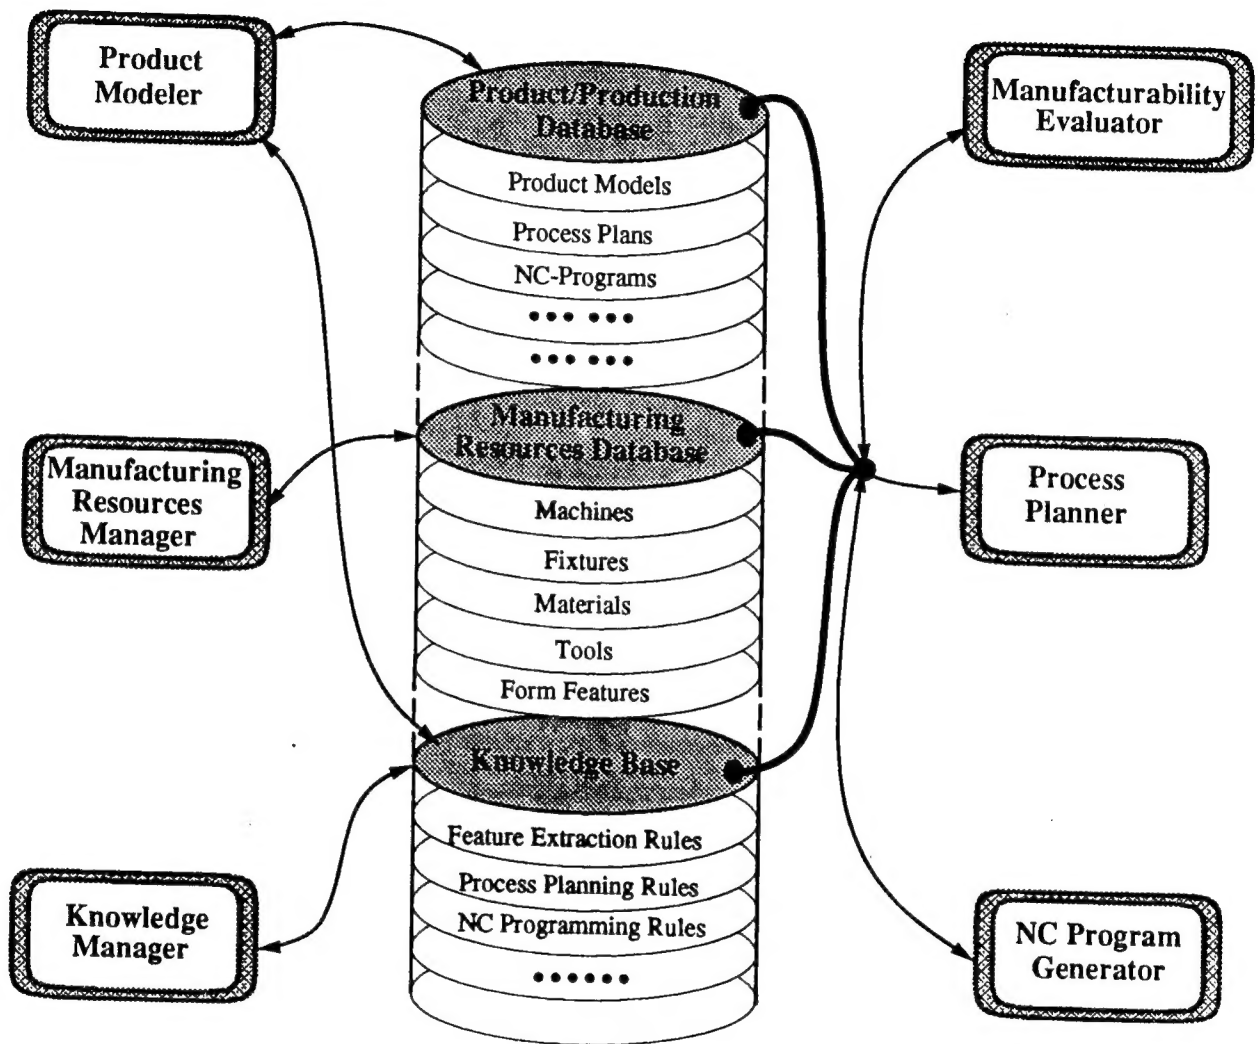 Product
Modeler
Product/Production
Database
Manufacturability
Evaluator
Product Models
Process Plans
NC-Programs
•••  •••
•••  •••
Manufacturing
Resources Database
Manufacturing
Resources
Manager
Process
Planner
Machines
Fixtures
Materials
Tools
Form Features
Knowledge Base
Feature Extraction Rules
Process Planning Rules
NC Programming Rules
••••••
Knowledge
Manager
NC Program
Generator